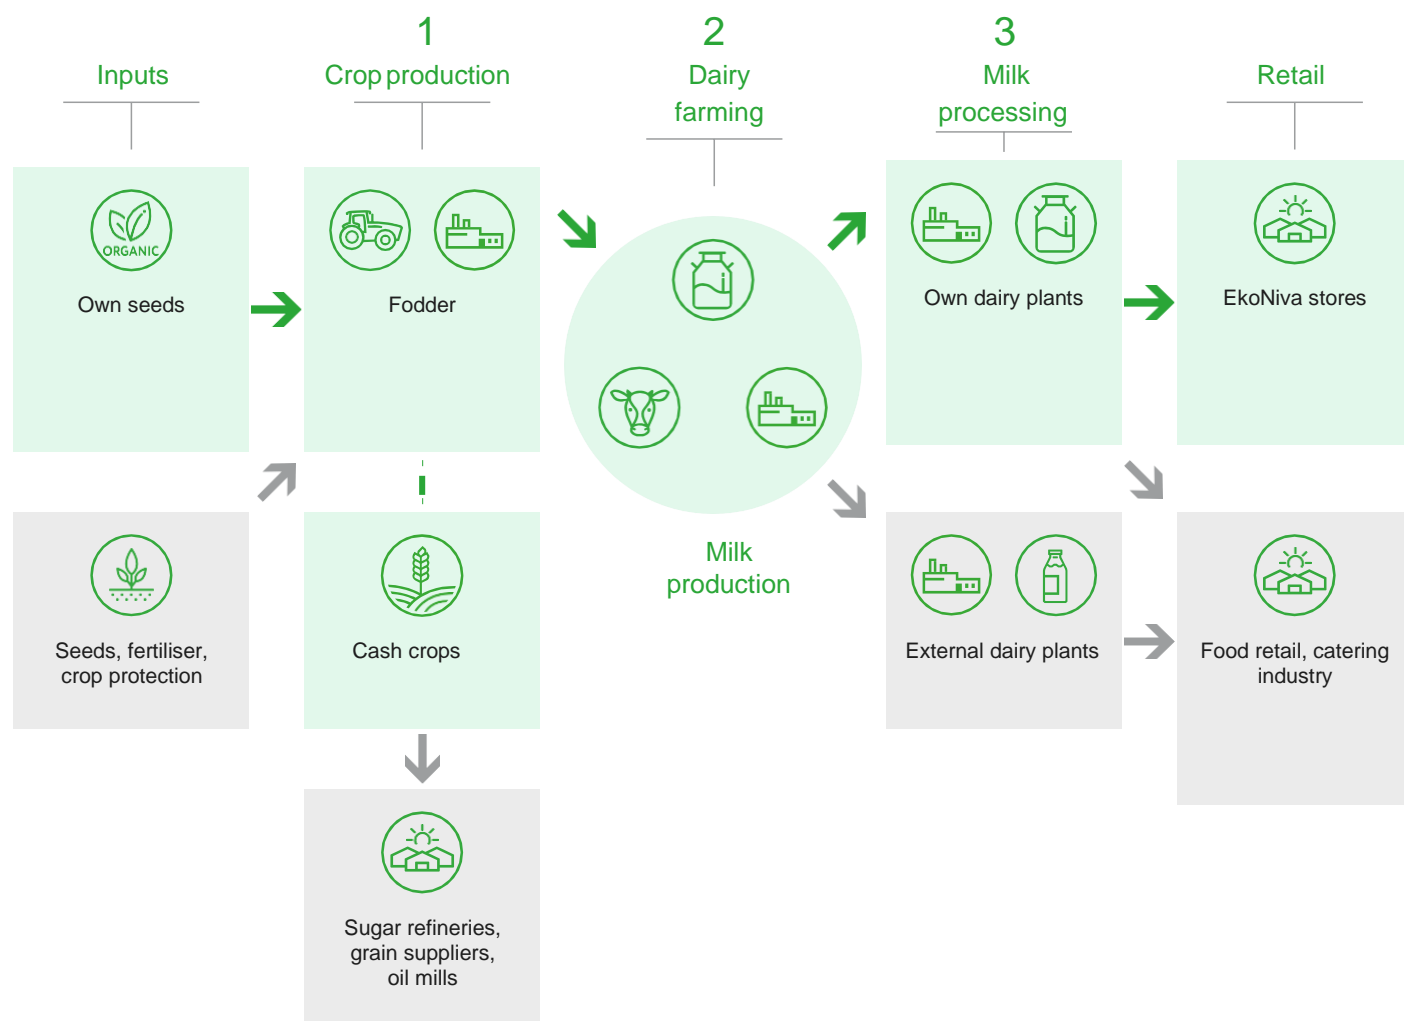 1
2
3
Inputs
Crop production
Dairy
farming
Milk
processing
Retail
ORGANIC
Own seeds
Fodder
Own dairy plants
EkoNiva stores
Milk
production
Seeds, fertiliser,
crop protection
Cash crops
External dairy plants
Food retail, catering
industry
Sugar refineries,
grain suppliers,
oil mills